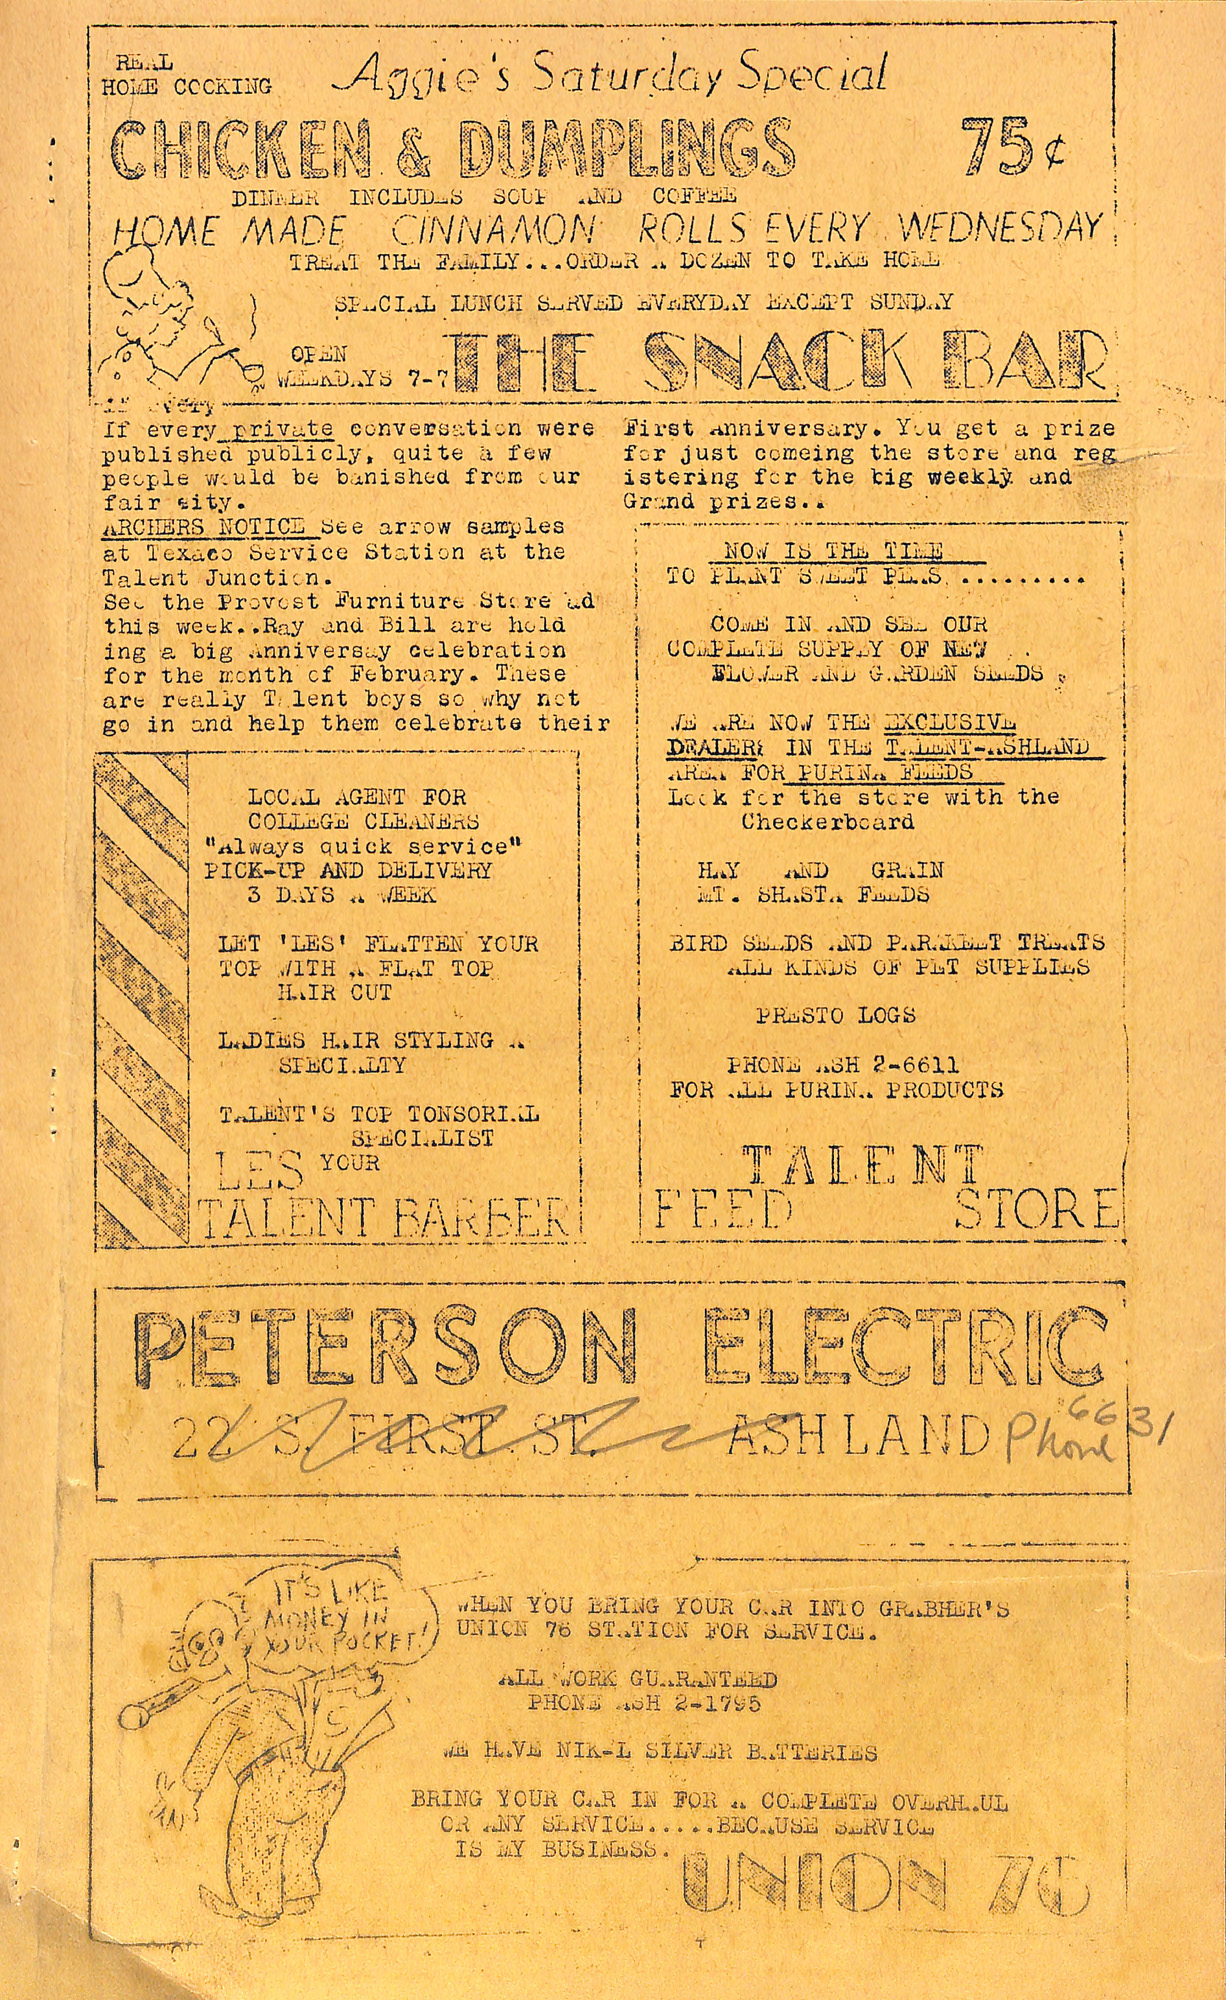 REAL
HOME COOKING
Aggie's Saturday Special
CHICKEN & DUMPLINGS 75¢
DINNER INCLUDES SOUP AND COFFEE
HOME MADE CINNAMON ROLLS EVERY WEDNESDAY
TREAT THE FAMILY...ORDER A DOZEN TO TAKE HOME
SPECIAL LUNCH SERVED EVERYDAY EXCEPT SUNDAY
OPEN
WEEKDAYS 7-7
THE SNACK BAR
If every private conversation were
published publicly, quite a few
people would be banished from our
fair city.
ARCHERS NOTICE See arrow samples
at Texaco Service Station at the
Talent Junction.
See the Provost Furniture Store ad
this week..Ray and Bill are hold
ing a big Anniversay celebration
for the month of February. These
are really Talent boys so why not
go in and help them celebrate their
First Anniversary. You get a prize
for just comeing the store and reg
istering for the big weekly and
Grand prizes..
LOCAL AGENT FOR
COLLEGE CLEANERS
"Always quick service"
PICK-UP AND DELIVERY
3 DAYS A WEEK
LET 'LES' FLATTEN YOUR
TOP WITH A FLAT TOP
HAIR CUT
LADIES HAIR STYLING A
SPECIALTY
TALENT'S TOP TONSORIAL
SPECIALIST
LES YOUR
TALENT BARBER
NOW IS THE TIME
TO PLANT SWEET PEAS .........
COME IN AND SEE OUR
COMPLETE SUPPLY OF NEW
FLOWER AND GARDEN SEEDS
WE ARE NOW THE EXCLUSIVE
DEALERS IN THE TALENT-ASHLAND
AREA FOR PURINA FEEDS
Look for the store with the
Checkerboard
HAY AND GRAIN
MT. SHASTA FEEDS
BIRD SEEDS AND PARAKEET TREATS
ALL KINDS OF PET SUPPLIES
PRESTO LOGS
PHONE ASH 2-6611
FOR ALL PURINA PRODUCTS
TALENT
FEED STORE
PETERSON ELECTRIC
22 S. FIRST ST. ASHLAND Phone 6631
IT'S LIKE
MONEY IN
YOUR POCKET!
WHEN YOU BRING YOUR CAR INTO GRABHER'S
UNION 76 STATION FOR SERVICE.
ALL WORK GUARANTEED
PHONE ASH 2-1795
WE HAVE NIK-L SILVER BATTERIES
BRING YOUR CAR IN FOR A COMPLETE OVERHAUL
OR ANY SERVICE.....BECAUSE SERVICE
IS MY BUSINESS.
UNION 76